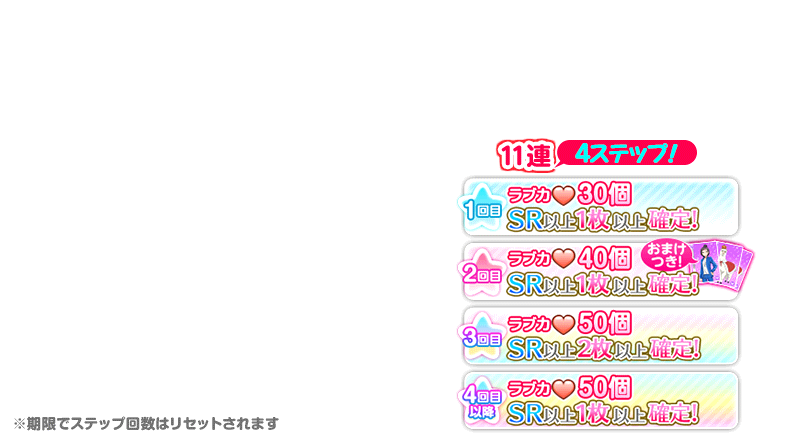 11連 4ステップ!
1回目
ラブカ♥30個
SR以上1枚以上確定!
2回目
ラブカ♥40個
SR以上1枚以上確定!
おまけ
つき!
3回目
ラブカ♥50個
SR以上2枚以上確定!
4回目
以降
ラブカ♥50個
SR以上1枚以上確定!
※期限でステップ回数はリセットされます